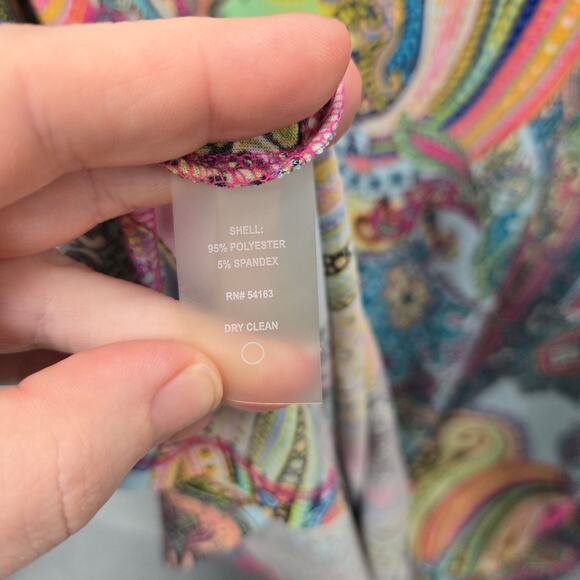 SHELL:
95% POLYESTER
5% SPANDEX
RN# 54163
DRY CLEAN